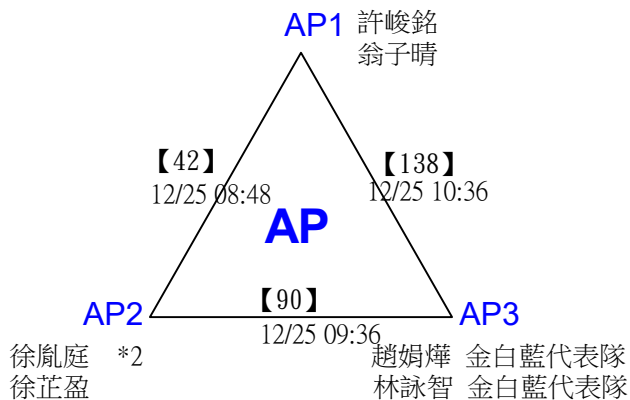 AP1 許峻銘
翁子晴
【42】
12/25 08:48
【138】
12/25 10:36
AP
AP2
【90】
12/25 09:36
AP3
徐胤庭 *2
徐芷盈
趙娟燁 金白藍代表隊
林詠智 金白藍代表隊